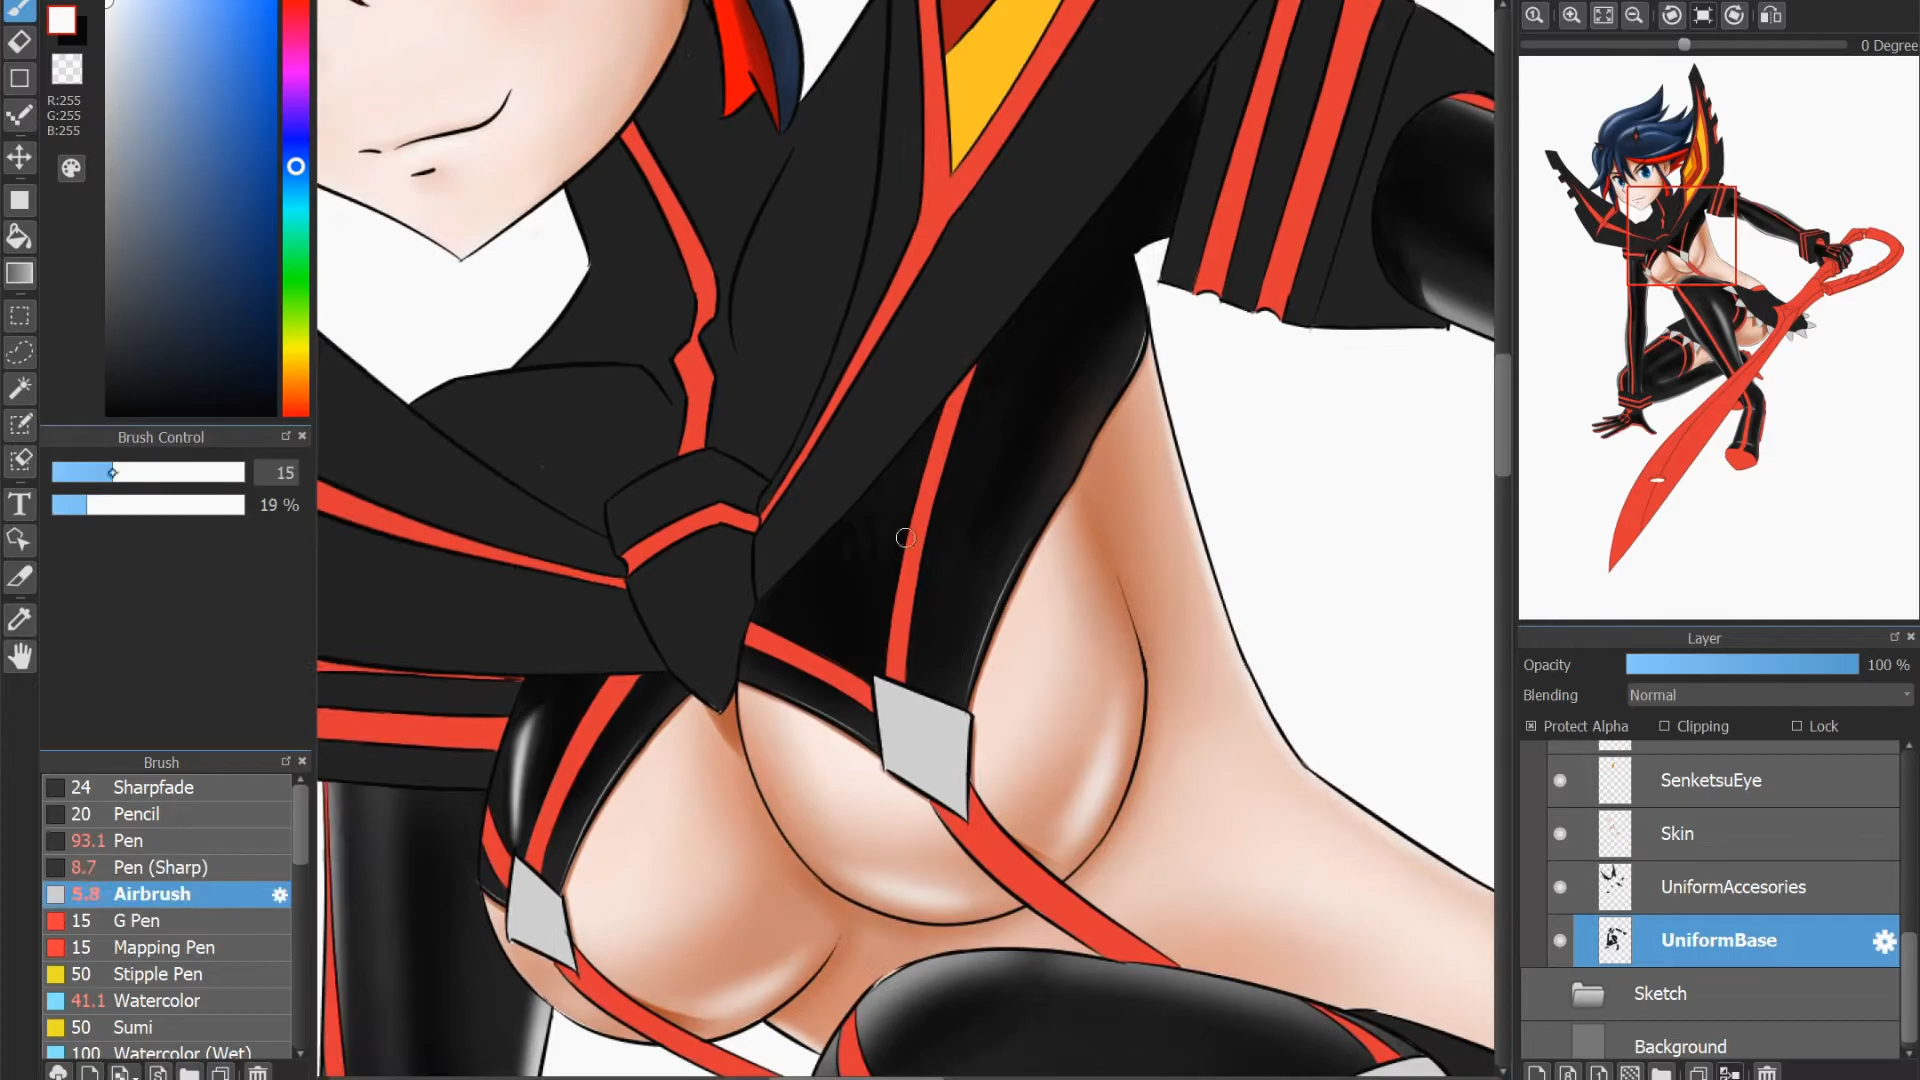 R:255
G:255
B:255
Brush Control
15
19 %
Brush
24 Sharpfade
20 Pencil
93.1 Pen
8.7 Pen (Sharp)
5.8 Airbrush
15 G Pen
15 Mapping Pen
50 Stipple Pen
41.1 Watercolor
50 Sumi
100 Watercolor (Wet)
0 Degree
Layer
Opacity 100 %
Blending Normal
Protect Alpha Clipping Lock
SenketsuEye
Skin
UniformAccesories
UniformBase
Sketch
Background